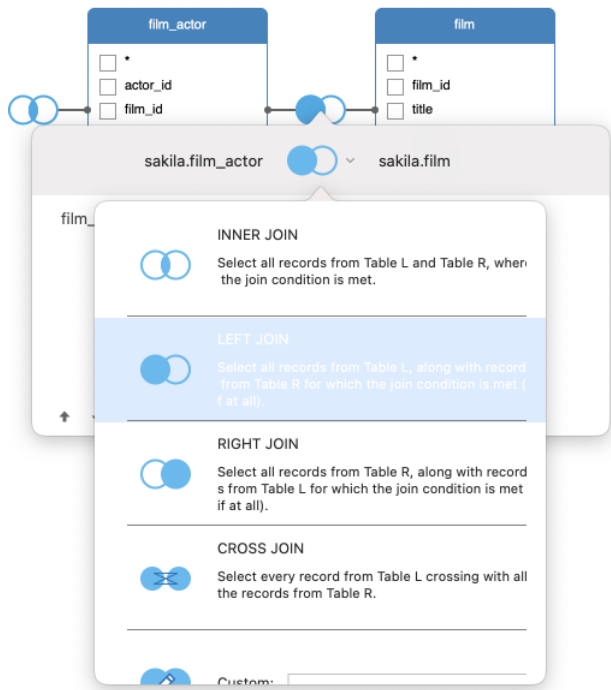 film_actor
film
*
*
actor_id
film_id
film_id
title
sakila.film_actor
sakila.film
film_
INNER JOIN
Select all records from Table L and Table R, where
the join condition is met.
LEFT JOIN
Select all records from Table L, along with record
from Table R for which the join condition is met (
f at all).
RIGHT JOIN
Select all records from Table R, along with record
s from Table L for which the join condition is met
if at all).
CROSS JOIN
Select every record from Table L crossing with all
the records from Table R.
Custom: